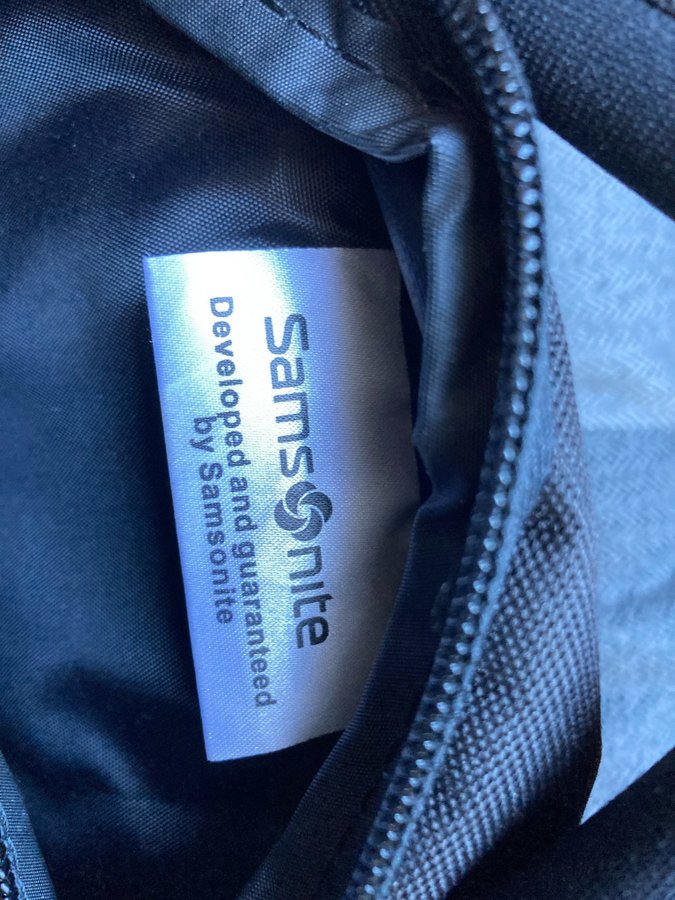 Samsonite
Developed and guaranteed
by Samsonite